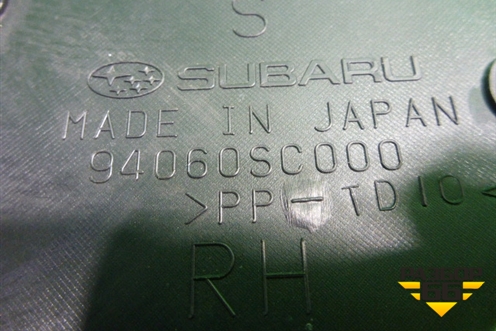 S
SUBARU
MADE IN JAPAN
94060SC000
>PP-TD10<
RH